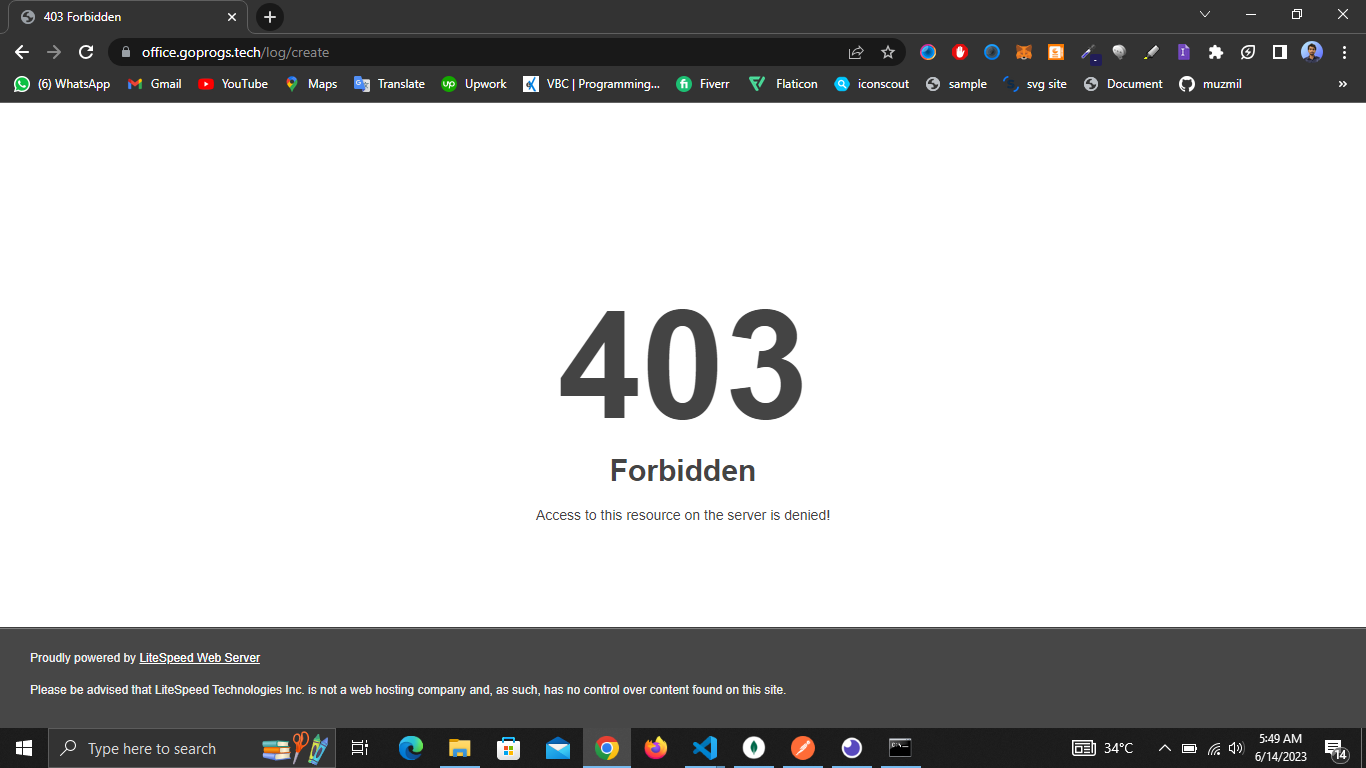 403 Forbidden
office.goprogs.tech/log/create
(6) WhatsApp Gmail YouTube Maps Translate Upwork VBC | Programming... Fiverr Flaticon iconscout sample svg site Document muzmil »
403
Forbidden
Access to this resource on the server is denied!
Proudly powered by LiteSpeed Web Server
Please be advised that LiteSpeed Technologies Inc. is not a web hosting company and, as such, has no control over content found on this site.
Type here to search
34°C
5:49 AM
6/14/2023
14